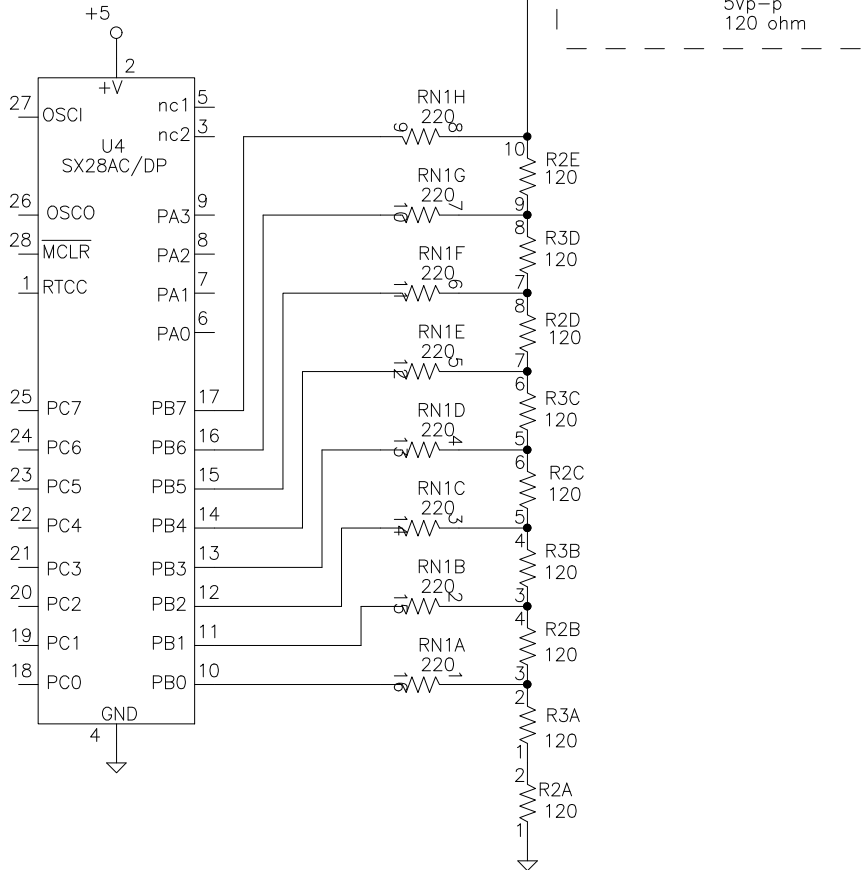 5Vp-p
120 ohm
+5
2
+V
27 OSCI
nc1 5
nc2 3
U4
SX28AC/DP
26 OSCO
PA3 9
28 MCLR
PA2 8
1 RTCC
PA1 7
PA0 6
25 PC7
PB7 17
24 PC6
PB6 16
23 PC5
PB5 15
22 PC4
PB4 14
21 PC3
PB3 13
20 PC2
PB2 12
19 PC1
PB1 11
18 PC0
PB0 10
GND
4
RN1H
220
9 8
RN1G
220
10 7
RN1F
220
11 6
RN1E
220
12 5
RN1D
220
13 4
RN1C
220
14 3
RN1B
220
15 2
RN1A
220
16 1
10
R2E
120
9
8
R3D
120
7
8
R2D
120
7
6
R3C
120
5
6
R2C
120
5
4
R3B
120
3
4
R2B
120
3
2
R3A
120
1
2
R2A
120
1